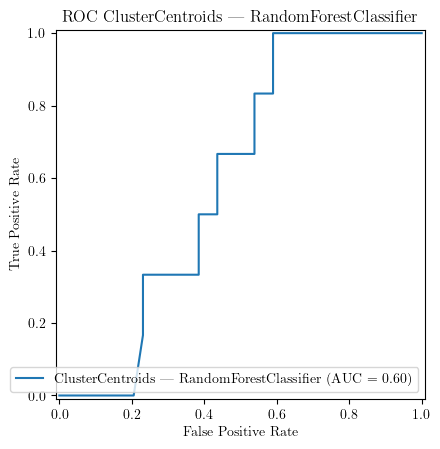 ROC ClusterCentroids — RandomForestClassifier
1.0
0.8
0.6
0.4
0.2
0.0
True Positive Rate
ClusterCentroids — RandomForestClassifier (AUC = 0.60)
0.0 0.2 0.4 0.6 0.8 1.0
False Positive Rate